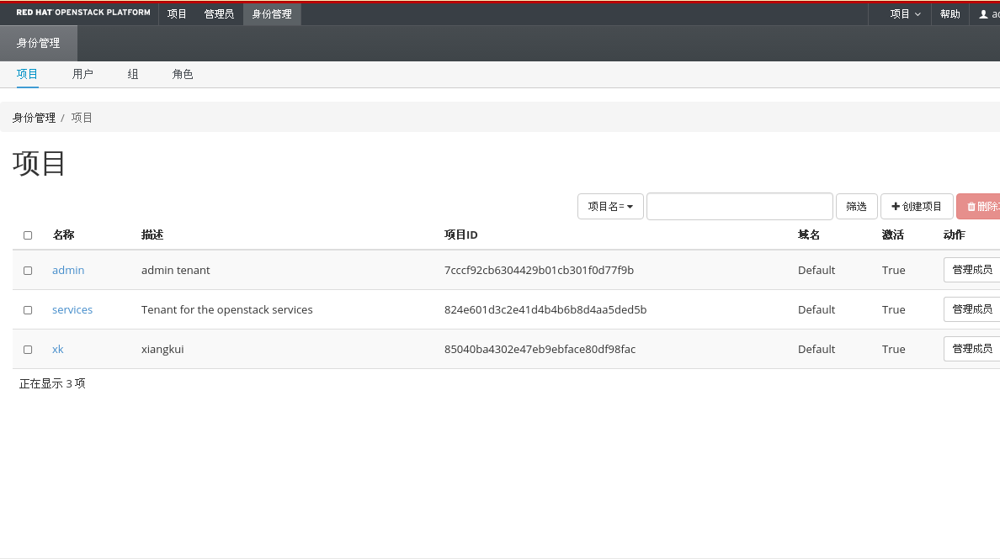 RED HAT OPENSTACK PLATFORM 项目 管理员 身份管理 项目 帮助
身份管理
项目 用户 组 角色
身份管理 / 项目
项目
项目名= 筛选 创建项目 删除
名称 描述 项目ID 域名 激活 动作
admin admin tenant 7cccf92cb6304429b01cb301f0d77f9b Default True 管理成员
services Tenant for the openstack services 824e601d3c2e41d4b4b6b8d4aa5ded5b Default True 管理成员
xk xiangkui 85040ba4302e47eb9ebface80df98fac Default True 管理成员
正在显示 3 项